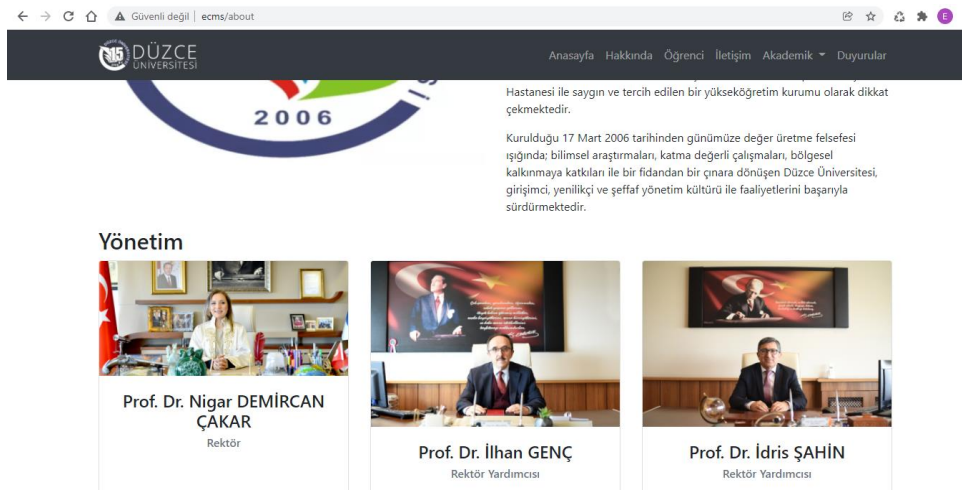 Güvenli değil | ecms/about
E
15 DÜZCE
ÜNİVERSİTESİ
Anasayfa Hakkında Öğrenci İletişim Akademik Duyurular
Hastanesi ile saygın ve tercih edilen bir yükseköğretim kurumu olarak dikkat
çekmektedir.
2006
Kurulduğu 17 Mart 2006 tarihinden günümüze değer üretme felsefesi
ışığında; bilimsel araştırmaları, katma değerli çalışmaları, bölgesel
kalkınmaya katkıları ile bir fidandan bir çınara dönüşen Düzce Üniversitesi,
girişimci, yenilikçi ve şeffaf yönetim kültürü ile faaliyetlerini başarıyla
sürdürmektedir.
Yönetim
Prof. Dr. Nigar DEMİRCAN
ÇAKAR
Rektör
Prof. Dr. İlhan GENÇ
Rektör Yardımcısı
Prof. Dr. İdris ŞAHİN
Rektör Yardımcısı